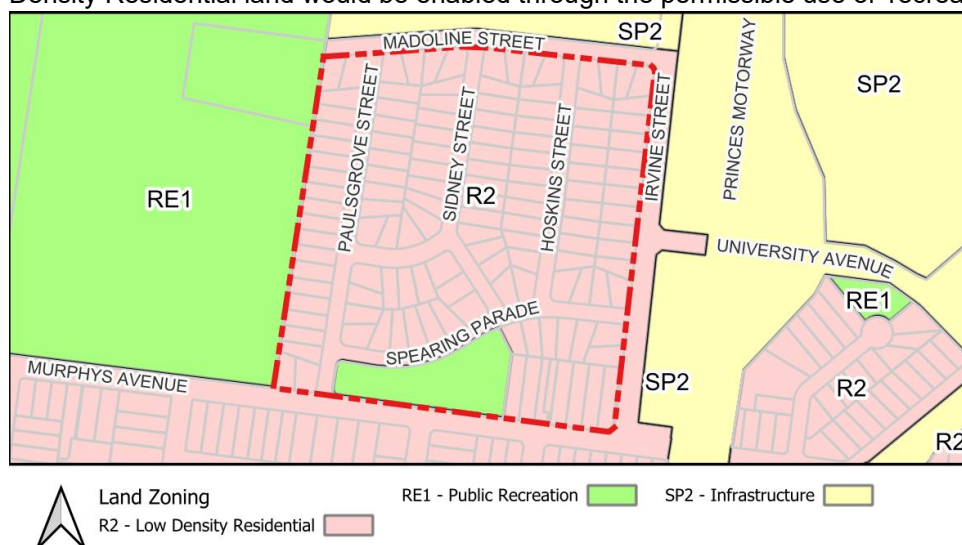 Density Residential land would be enabled through the permissible use of
MADOLINE STREET
SP2
SP2
PRINCES MOTORWAY
IRVINE STREET
PAULSGROVE STREET
SIDNEY STREET
HOSKINS STREET
RE1
R2
UNIVERSITY AVENUE
RE1
SPEARING PARADE
MURPHYS AVENUE
SP2
R2
R2
Land Zoning
RE1 - Public Recreation
SP2 - Infrastructure
R2 - Low Density Residential